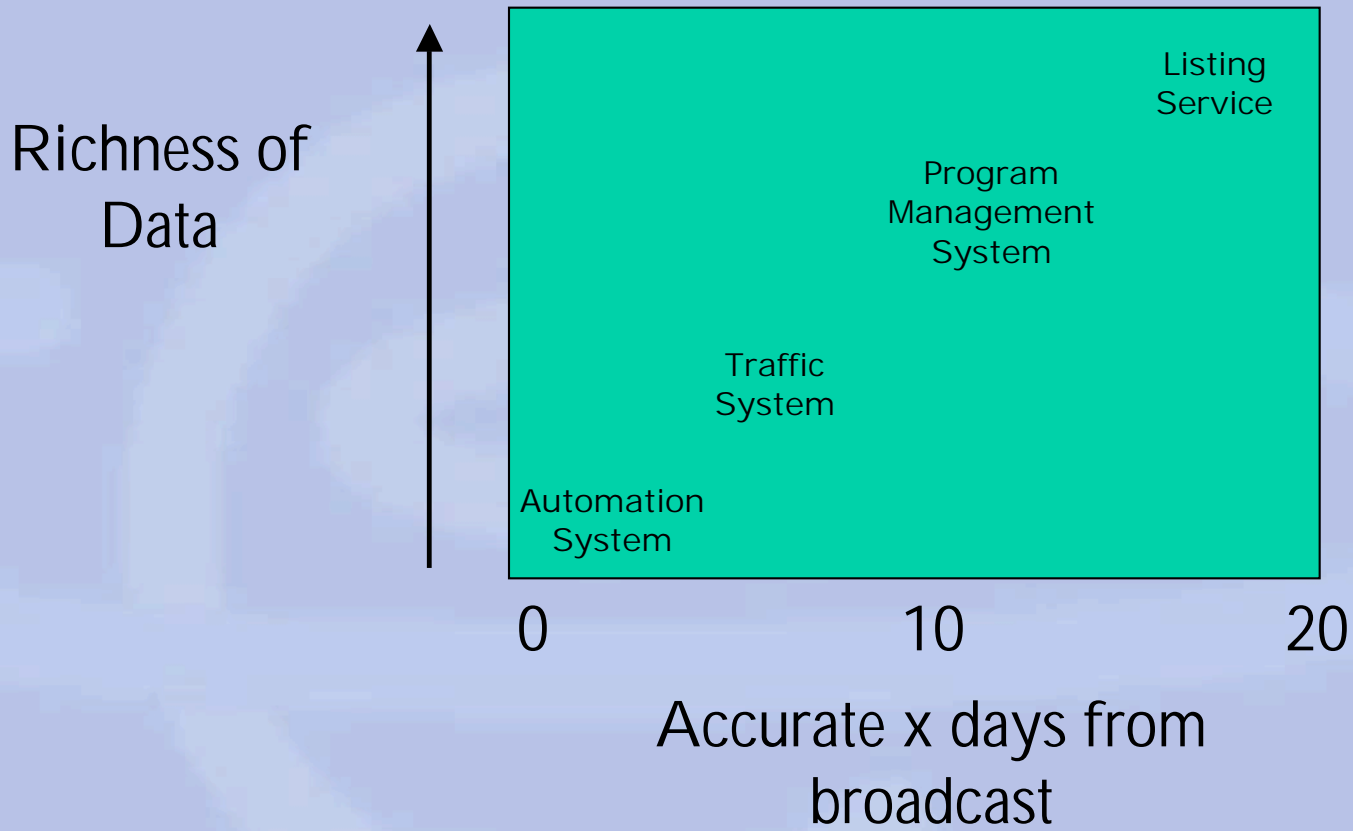 Richness of
Data
Listing
Service
Program
Management
System
Traffic
System
Automation
System
0
10
20
Accurate x days from
broadcast